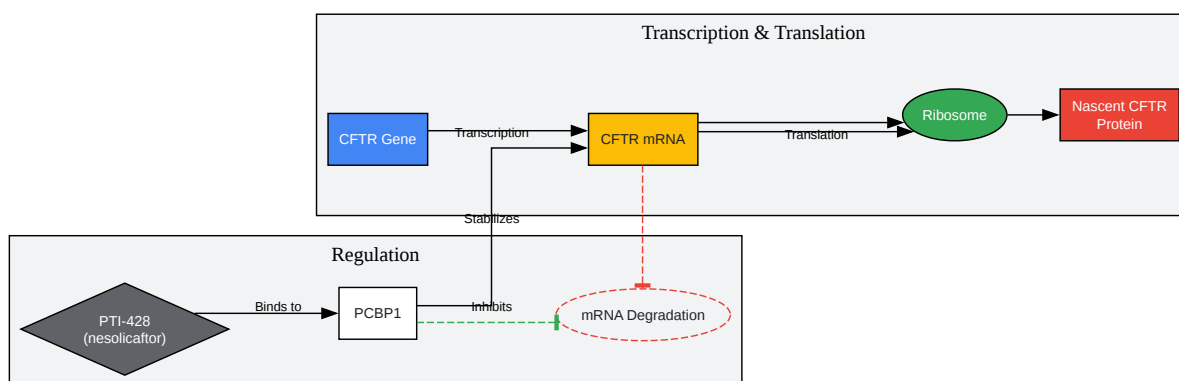 Transcription & Translation
CFTR Gene
Transcription
CFTR mRNA
Translation
Ribosome
Nascent CFTR
Protein
Stabilizes
Regulation
PTI-428
(nesolicaftor)
Binds to
PCBP1
Inhibits
mRNA Degradation